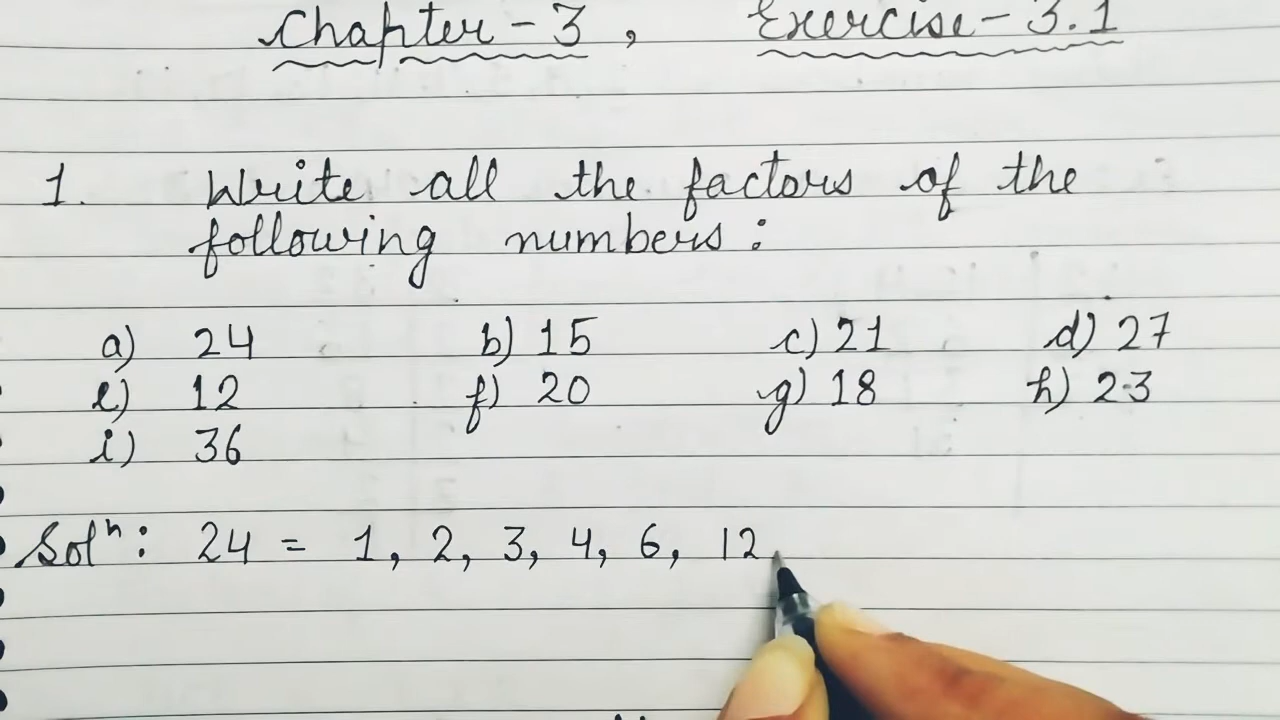 Chapter - 3, Exercise - 3.1
1. Write all the factors of the
following numbers:
a) 24 b) 15 c) 21 d) 27
e) 12 f) 20 g) 18 h) 23
i) 36
Solⁿ: 24 = 1, 2, 3, 4, 6, 12,